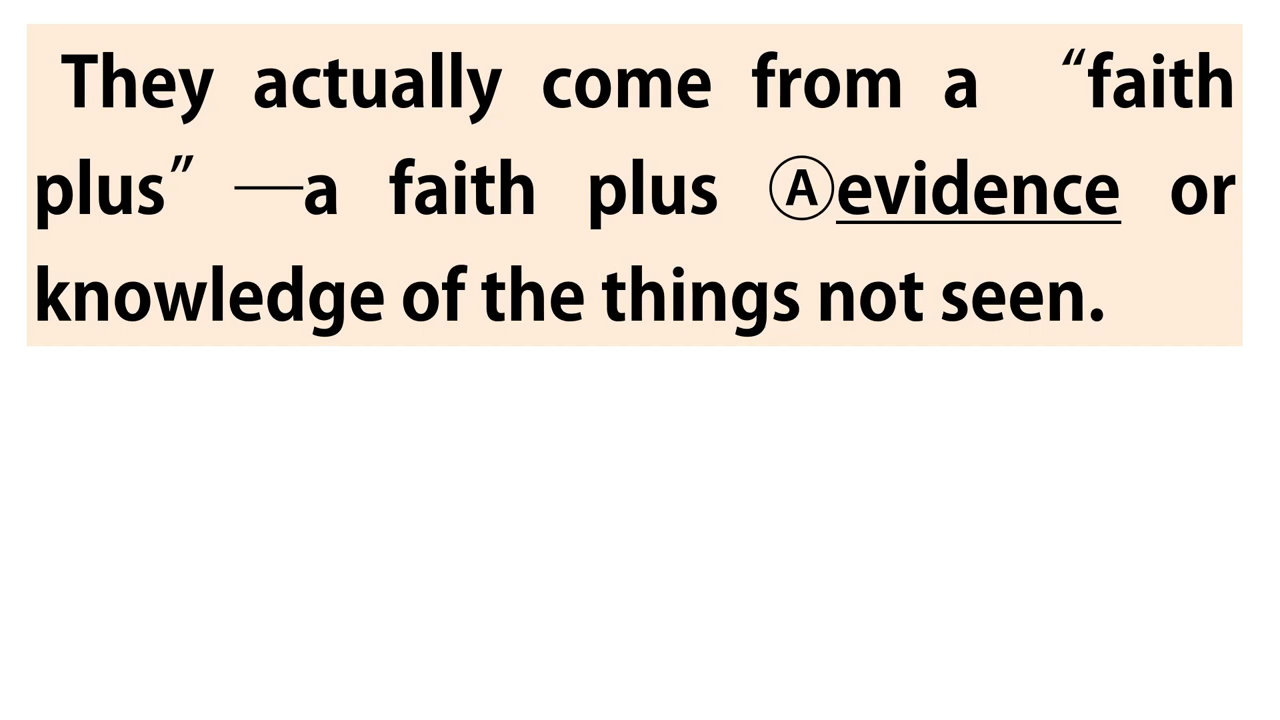 They actually come from a “faith
plus” —a faith plus Ⓐevidence or
knowledge of the things not seen.